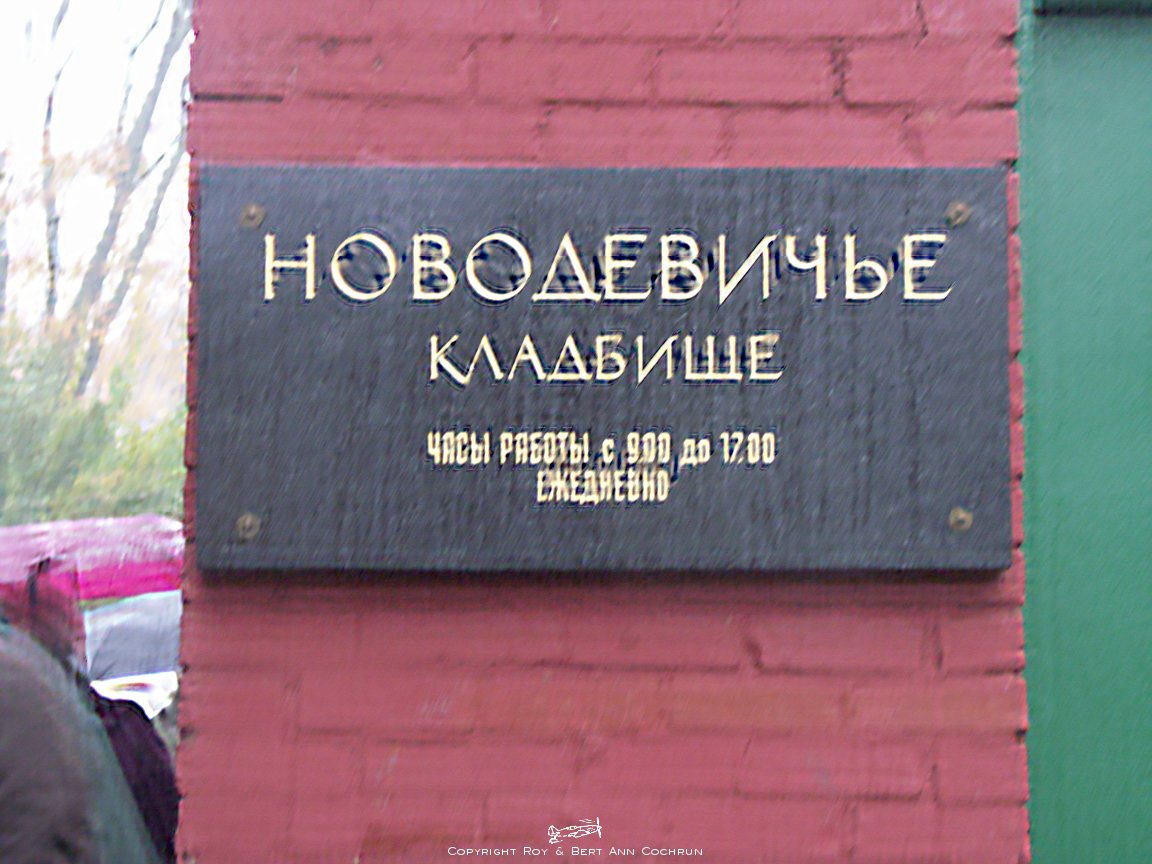 НОВОДЕВИЧЬЕ
КЛАДБИЩЕ
ЧАСЫ РАБОТЫ с 9.00 до 17.00
ЕЖЕДНЕВНО
COPYRIGHT ROY & BERT ANN COCHRUN